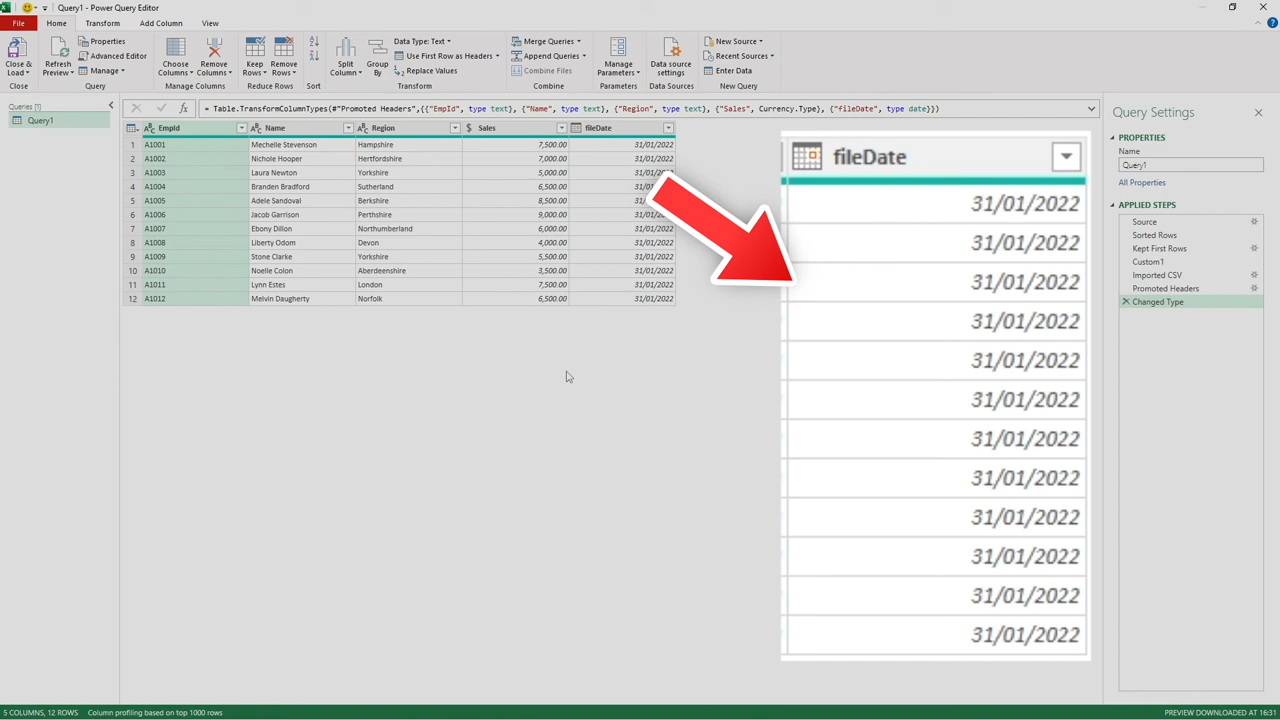 Query1 - Power Query Editor
File
Home
Transform
Add Column
View
Close &
Load
Close
Refresh
Preview
Properties
Advanced Editor
Manage
Query
Choose
Columns
Remove
Columns
Manage Columns
Keep
Rows
Remove
Rows
Reduce Rows
Sort
Split
Column
Group
By
Data Type: Text
Use First Row as Headers
Replace Values
Transform
Merge Queries
Append Queries
Combine Files
Combine
Manage
Parameters
Parameters
Data source
settings
Data Sources
New Source
Recent Sources
Enter Data
New Query
Queries [1]
Query1
fx
= Table.TransformColumnTypes(#"Promoted Headers",{{"EmpId", type text}, {"Name", type text}, {"Region", type text}, {"Sales", Currency.Type}, {"fileDate", type date}})
EmpId Name Region $ Sales fileDate
1 A1001 Mechelle Stevenson Hampshire 7,500.00 31/01/2022
2 A1002 Nichole Hooper Hertfordshire 7,000.00 31/01/2022
3 A1003 Laura Newton Yorkshire 5,000.00 31/01/2022
4 A1004 Branden Bradford Sutherland 6,500.00 31/01/2022
5 A1005 Adele Sandoval Berkshire 8,500.00 31/01/2022
6 A1006 Jacob Garrison Perthshire 9,000.00 31/01/2022
7 A1007 Ebony Dillon Northumberland 6,000.00 31/01/2022
8 A1008 Liberty Odom Devon 4,000.00 31/01/2022
9 A1009 Stone Clarke Yorkshire 5,500.00 31/01/2022
10 A1010 Noelle Colon Aberdeenshire 3,500.00 31/01/2022
11 A1011 Lynn Estes London 7,500.00 31/01/2022
12 A1012 Melvin Daugherty Norfolk 6,500.00 31/01/2022
fileDate
31/01/2022
31/01/2022
31/01/2022
31/01/2022
31/01/2022
31/01/2022
31/01/2022
31/01/2022
31/01/2022
31/01/2022
31/01/2022
31/01/2022
Query Settings
PROPERTIES
Name
Query1
All Properties
APPLIED STEPS
Source
Sorted Rows
Kept First Rows
Custom1
Imported CSV
Promoted Headers
Changed Type
5 COLUMNS, 12 ROWS
Column profiling based on top 1000 rows
PREVIEW DOWNLOADED AT 16:31